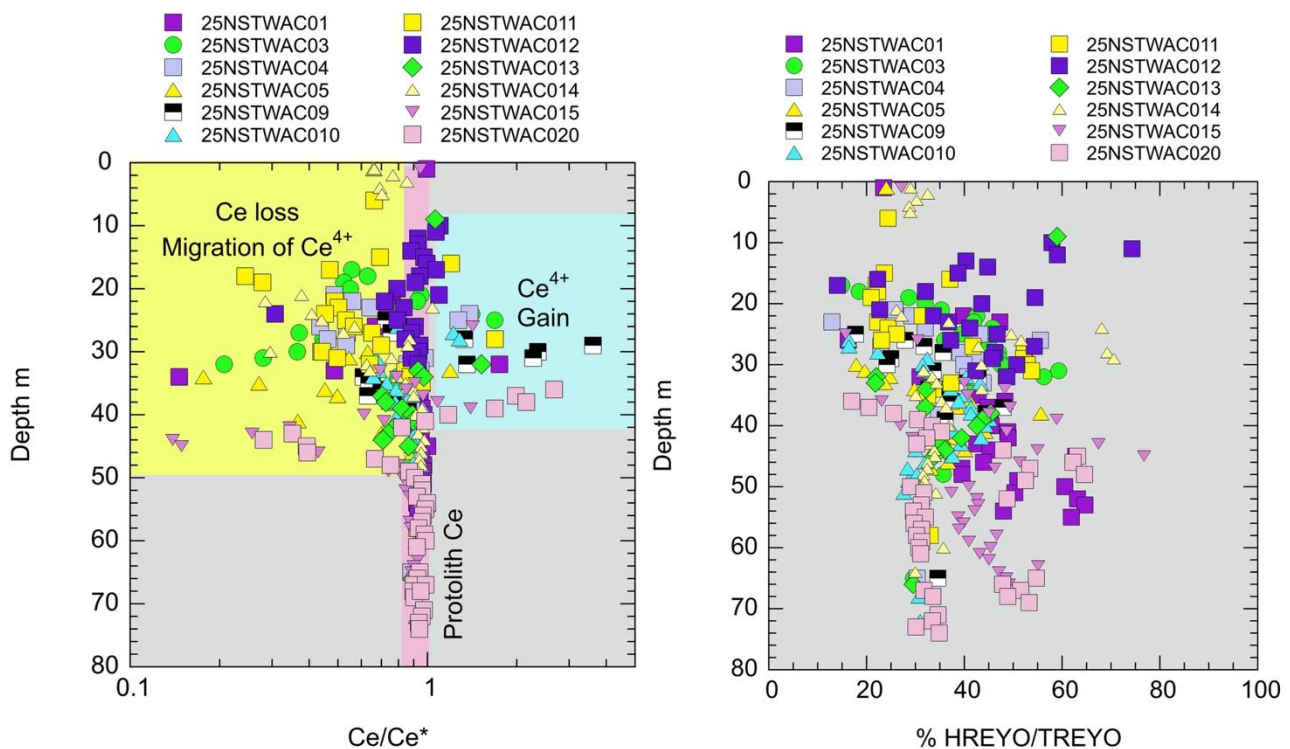 25NSTWAC01
25NSTWAC03
25NSTWAC04
25NSTWAC05
25NSTWAC09
25NSTWAC010
25NSTWAC011
25NSTWAC012
25NSTWAC013
25NSTWAC014
25NSTWAC015
25NSTWAC020
0
10
20
30
40
50
60
70
80
Depth m
Ce loss
Migration of Ce4+
Ce4+
Gain
Protolith Ce
0.1
1
Ce/Ce*
25NSTWAC01
25NSTWAC03
25NSTWAC04
25NSTWAC05
25NSTWAC09
25NSTWAC010
25NSTWAC011
25NSTWAC012
25NSTWAC013
25NSTWAC014
25NSTWAC015
25NSTWAC020
0
10
20
30
40
50
60
70
80
Depth m
0
20
40
60
80
100
% HREYO/TREYO